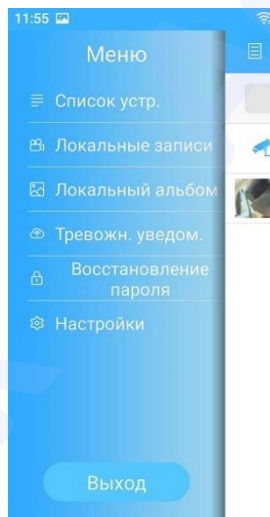 11:55
Меню
Список устр.
Локальные записи
Локальный альбом
Тревожн. уведом.
Восстановление
пароля
Настройки
Выход